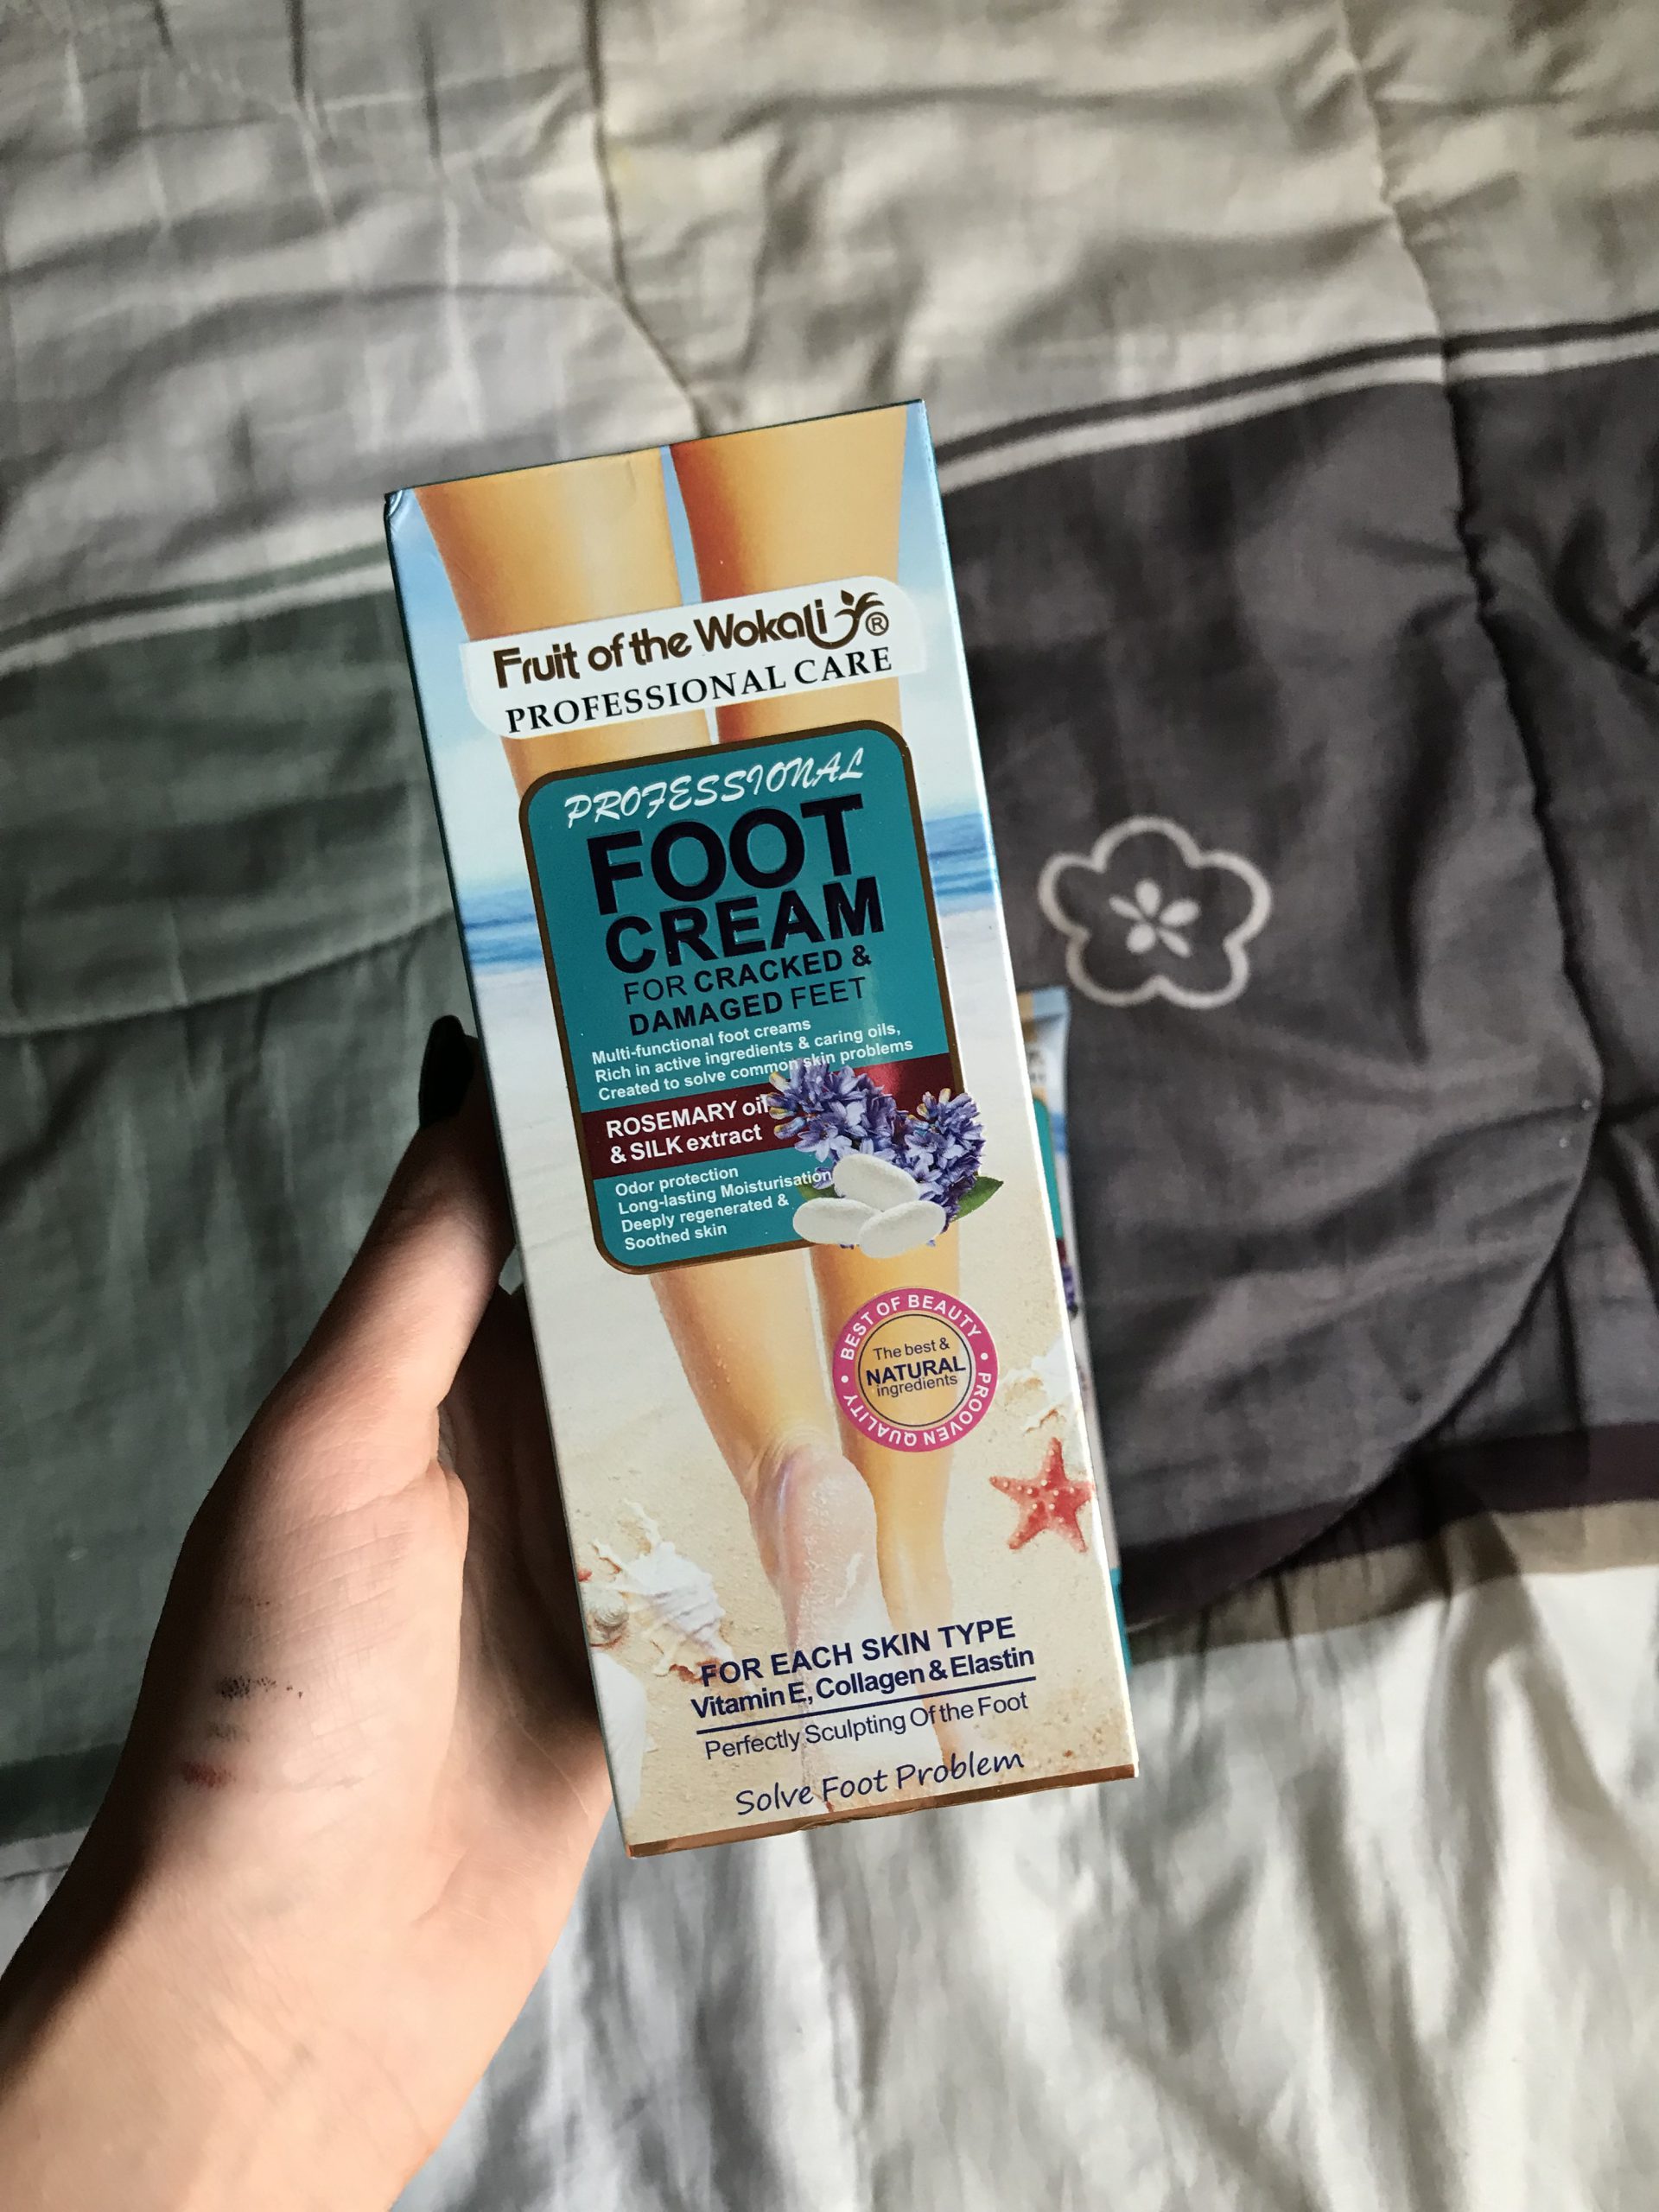 Fruit of the Wokali ®
PROFESSIONAL CARE
PROFESSIONAL
FOOT
CREAM
FOR CRACKED &
DAMAGED FEET
Multi-functional foot creams
Rich in active ingredients & caring oils,
Created to solve common skin problems
ROSEMARY oil
& SILK extract
Odor protection
Long-lasting Moisturisation
Deeply regenerated &
Soothed skin
BEST OF BEAUTY
The best &
NATURAL
ingredients
PROOVEN QUALITY
FOR EACH SKIN TYPE
Vitamin E, Collagen & Elastin
Perfectly Sculpting Of the Foot
Solve Foot Problem